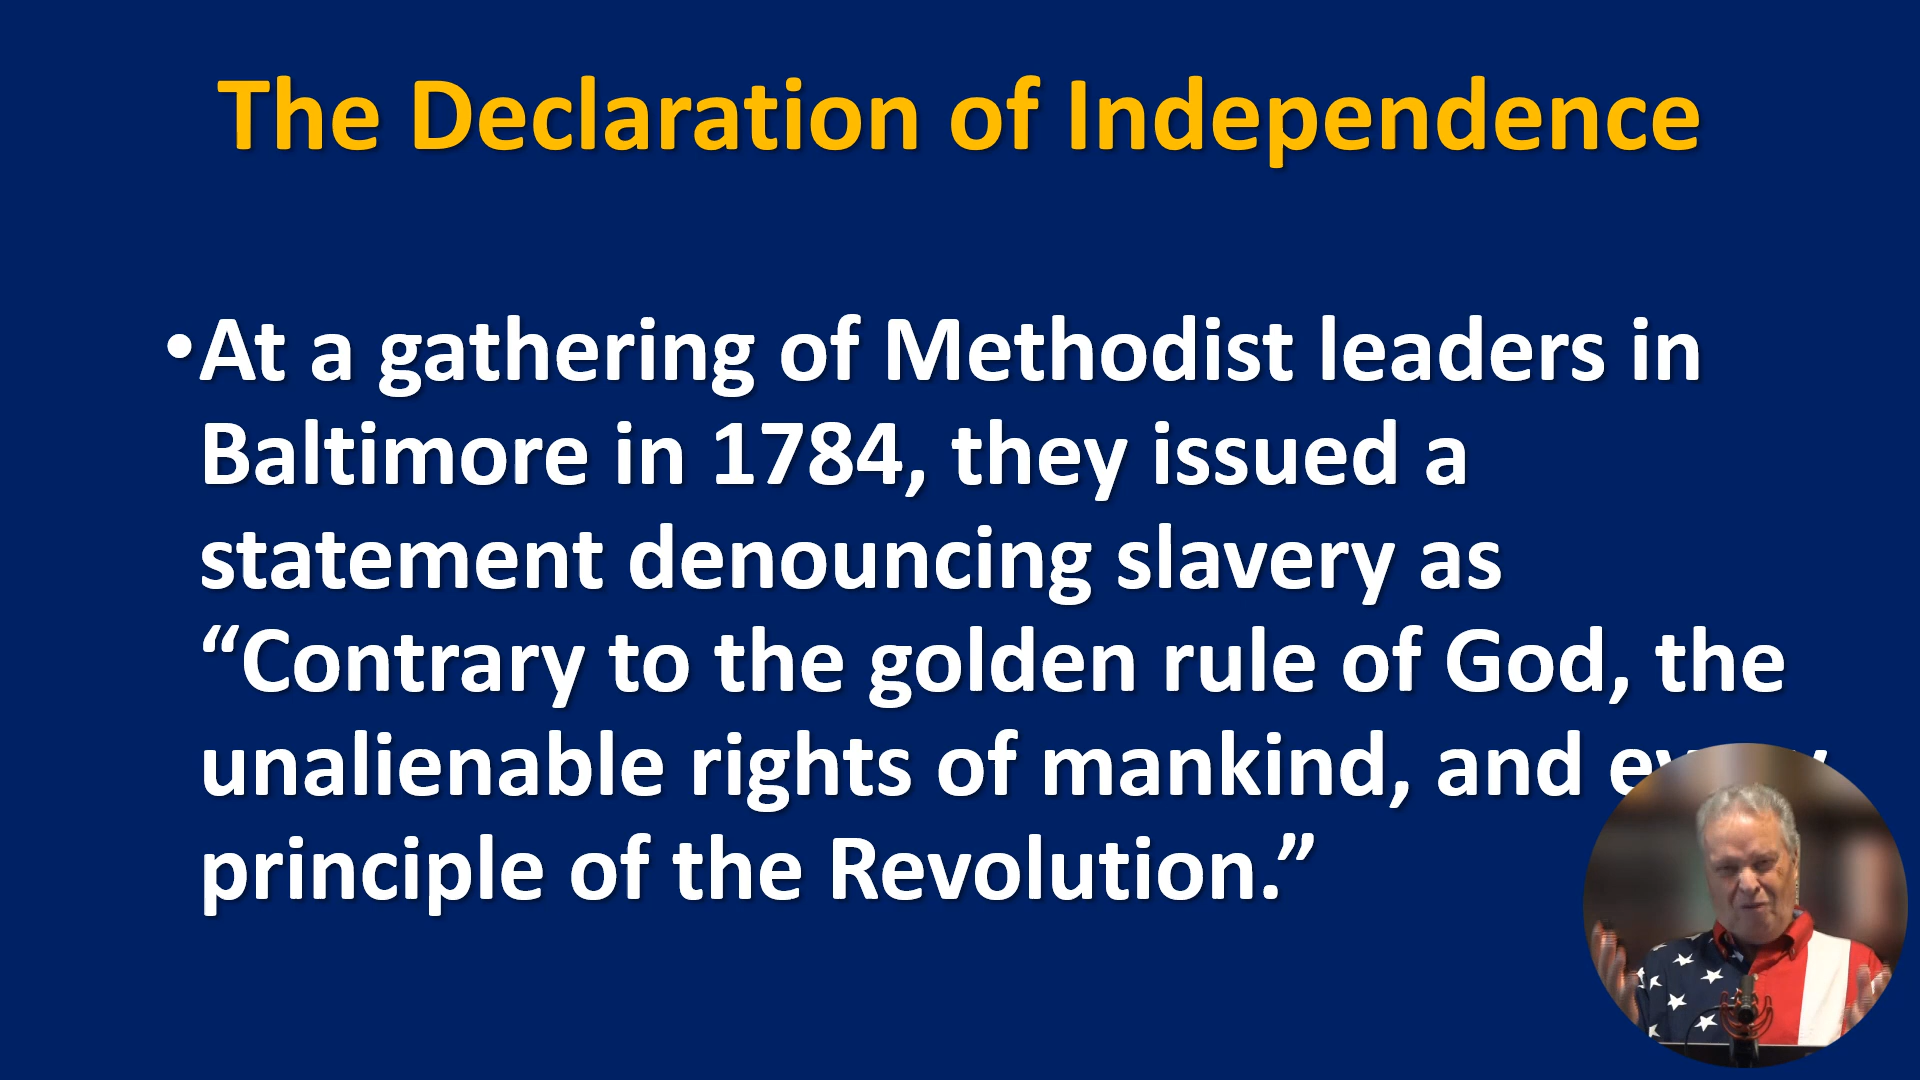 The Declaration of Independence
•At a gathering of Methodist leaders in
Baltimore in 1784, they issued a
statement denouncing slavery as
“Contrary to the golden rule of God, the
unalienable rights of mankind, and
principle of the Revolution.”